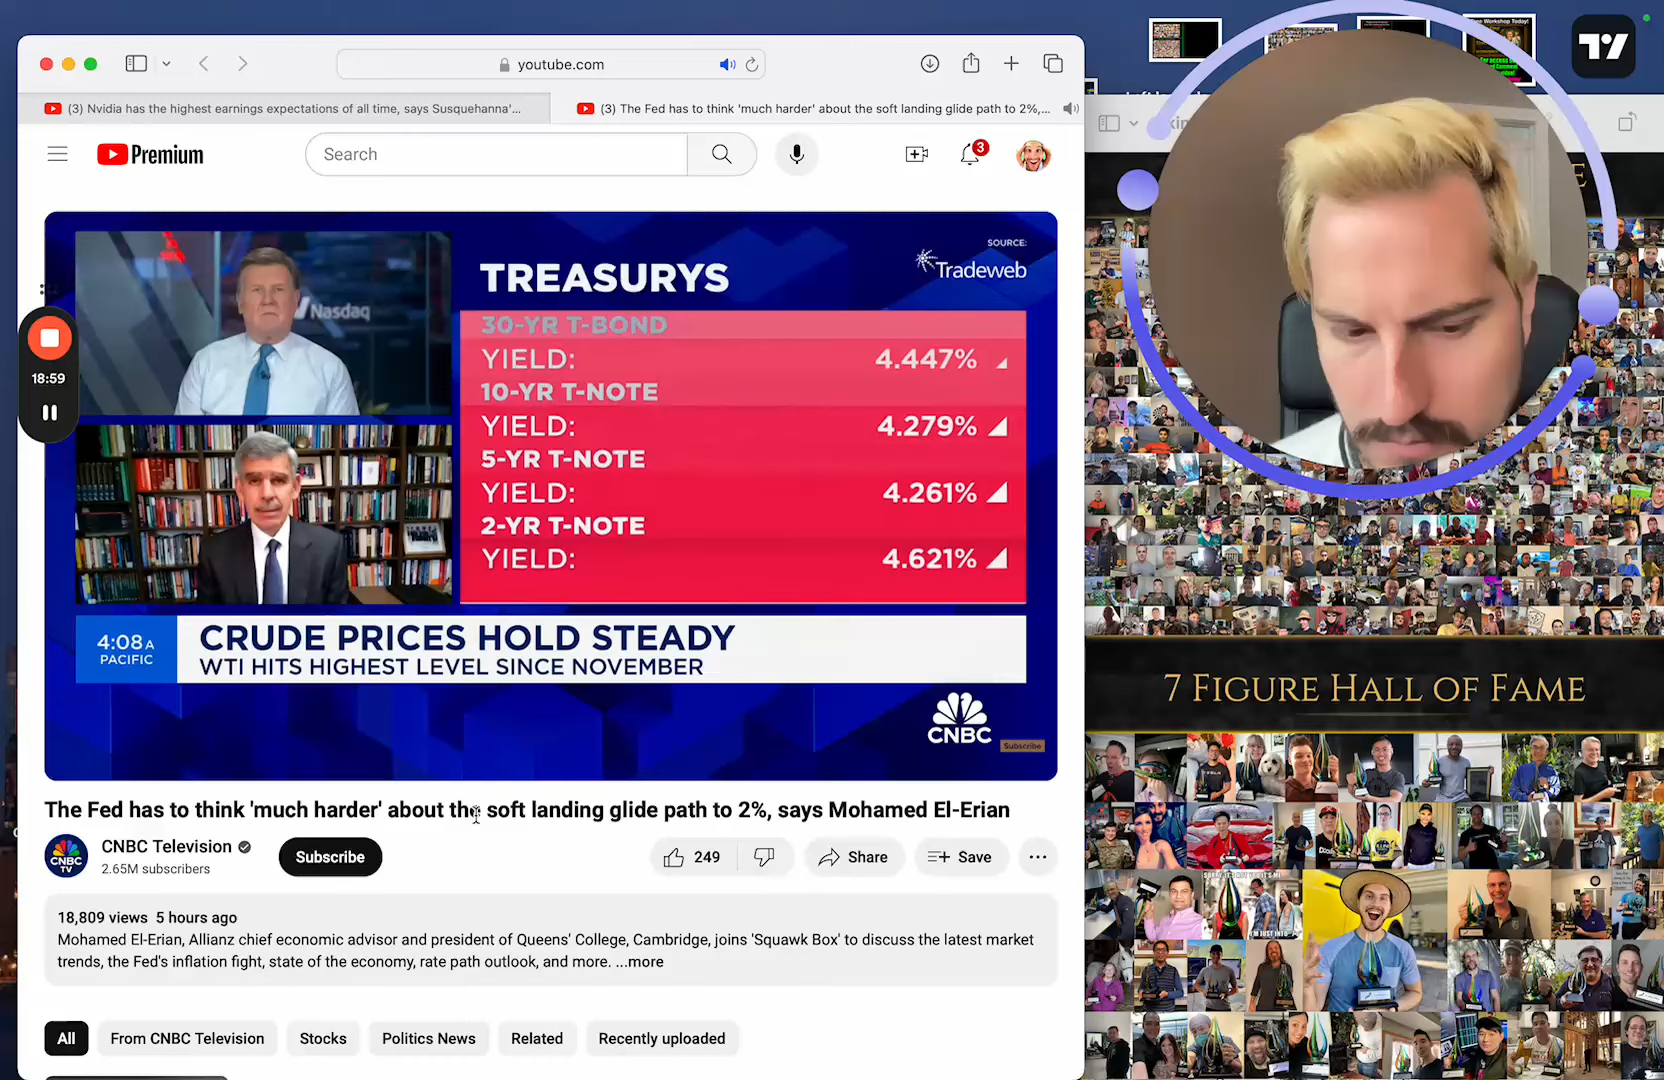 youtube.com
(3) Nvidia has the highest earnings expectations of all time, says Susquehanna'...
(3) The Fed has to think 'much harder' about the soft landing glide path to 2%,...
Premium
Search
3
Nasdaq
TREASURYS
SOURCE:
Tradeweb
30-YR T-BOND
YIELD: 4.447%
10-YR T-NOTE
YIELD: 4.279%
5-YR T-NOTE
YIELD: 4.261%
2-YR T-NOTE
YIELD: 4.621%
18:59
4:08A
PACIFIC
CRUDE PRICES HOLD STEADY
WTI HITS HIGHEST LEVEL SINCE NOVEMBER
CNBC
Subscribe
The Fed has to think 'much harder' about the soft landing glide path to 2%, says Mohamed El-Erian
CNBC
TV
CNBC Television
2.65M subscribers
Subscribe
249
Share
Save
18,809 views 5 hours ago
Mohamed El-Erian, Allianz chief economic advisor and president of Queens' College, Cambridge, joins 'Squawk Box' to discuss the latest market
trends, the Fed's inflation fight, state of the economy, rate path outlook, and more. ...more
All
From CNBC Television
Stocks
Politics News
Related
Recently uploaded
7 FIGURE HALL OF FAME